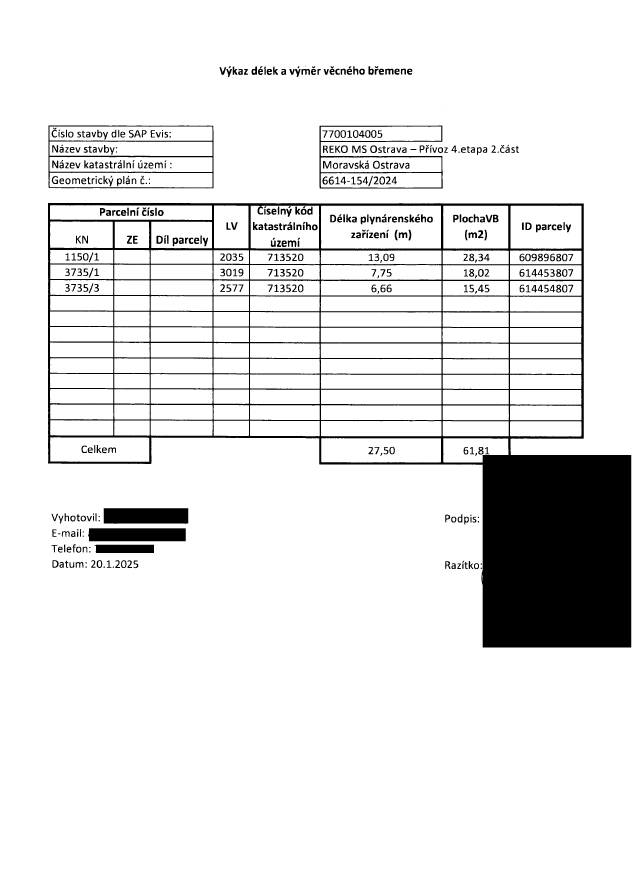 Výkaz délek a výměr věcného břemene
Číslo stavby dle SAP Evis: 7700104005
Název stavby: REKO MS Ostrava – Přívoz 4.etapa 2.část
Název katastrální území : Moravská Ostrava
Geometrický plán č.: 6614-154/2024
Parcelní číslo LV Číselný kód katastrálního území Délka plynárenského zařízení (m) PlochaVB (m2) ID parcely
KN ZE Díl parcely
1150/1 2035 713520 13,09 28,34 609896807
3735/1 3019 713520 7,75 18,02 614453807
3735/3 2577 713520 6,66 15,45 614454807
Celkem 27,50 61,81
Vyhotovil: Podpis:
E-mail:
Telefon:
Datum: 20.1.2025 Razítko: